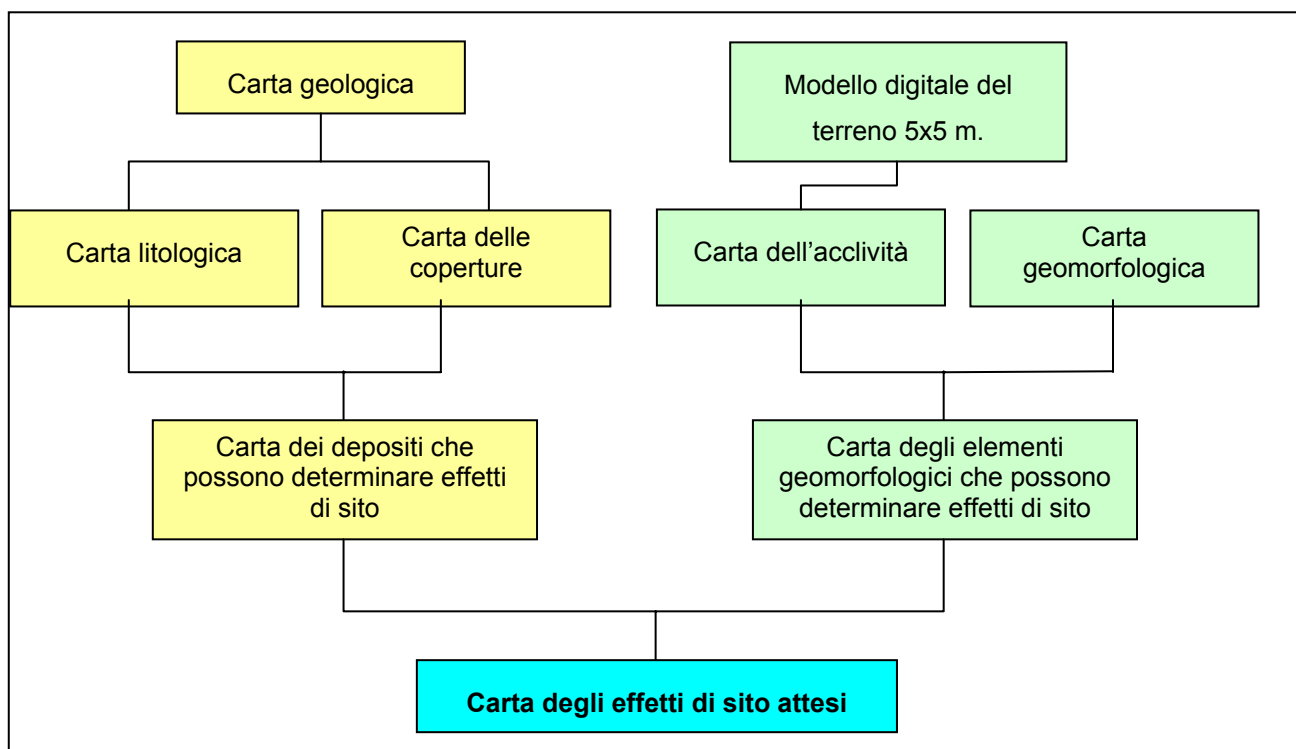 Carta geologica
Modello digitale del
terreno 5x5 m.
Carta litologica
Carta delle
coperture
Carta dell’acclività
Carta
geomorfologica
Carta dei depositi che
possono determinare effetti
di sito
Carta degli elementi
geomorfologici che possono
determinare effetti di sito
Carta degli effetti di sito attesi